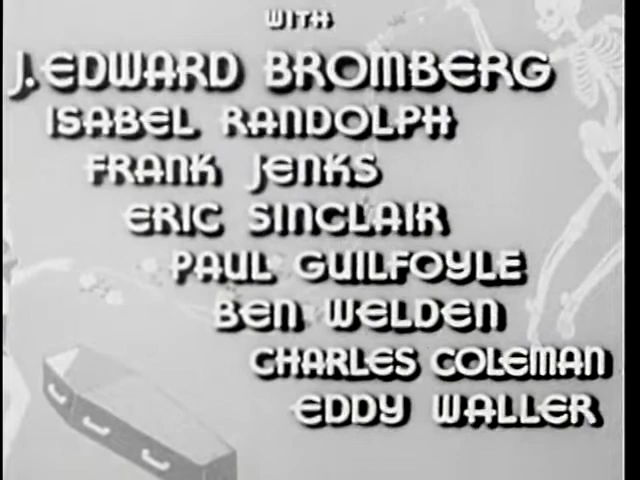 WITH
J. EDWARD BROMBERG
ISABEL RANDOLPH
FRANK JENKS
ERIC SINCLAIR
PAUL GUILFOYLE
BEN WELDEN
CHARLES COLEMAN
EDDY WALLER